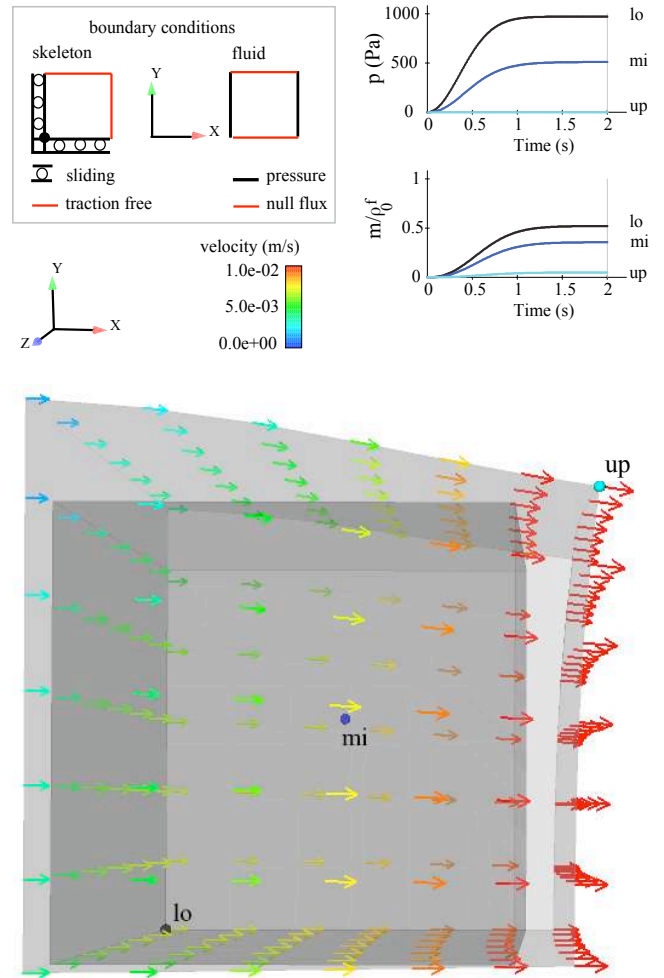 boundary conditions
skeleton
fluid
Y
X
sliding
pressure
traction free
null flux
p (Pa)
1000
500
0
0
0.5
1
1.5
2
Time (s)
lo
mi
up
m/ρ₀ᶠ
1
0.5
0
0
0.5
1
1.5
2
Time (s)
lo
mi
up
velocity (m/s)
1.0e-02
5.0e-03
0.0e+00
Y
X
Z
up
mi
lo